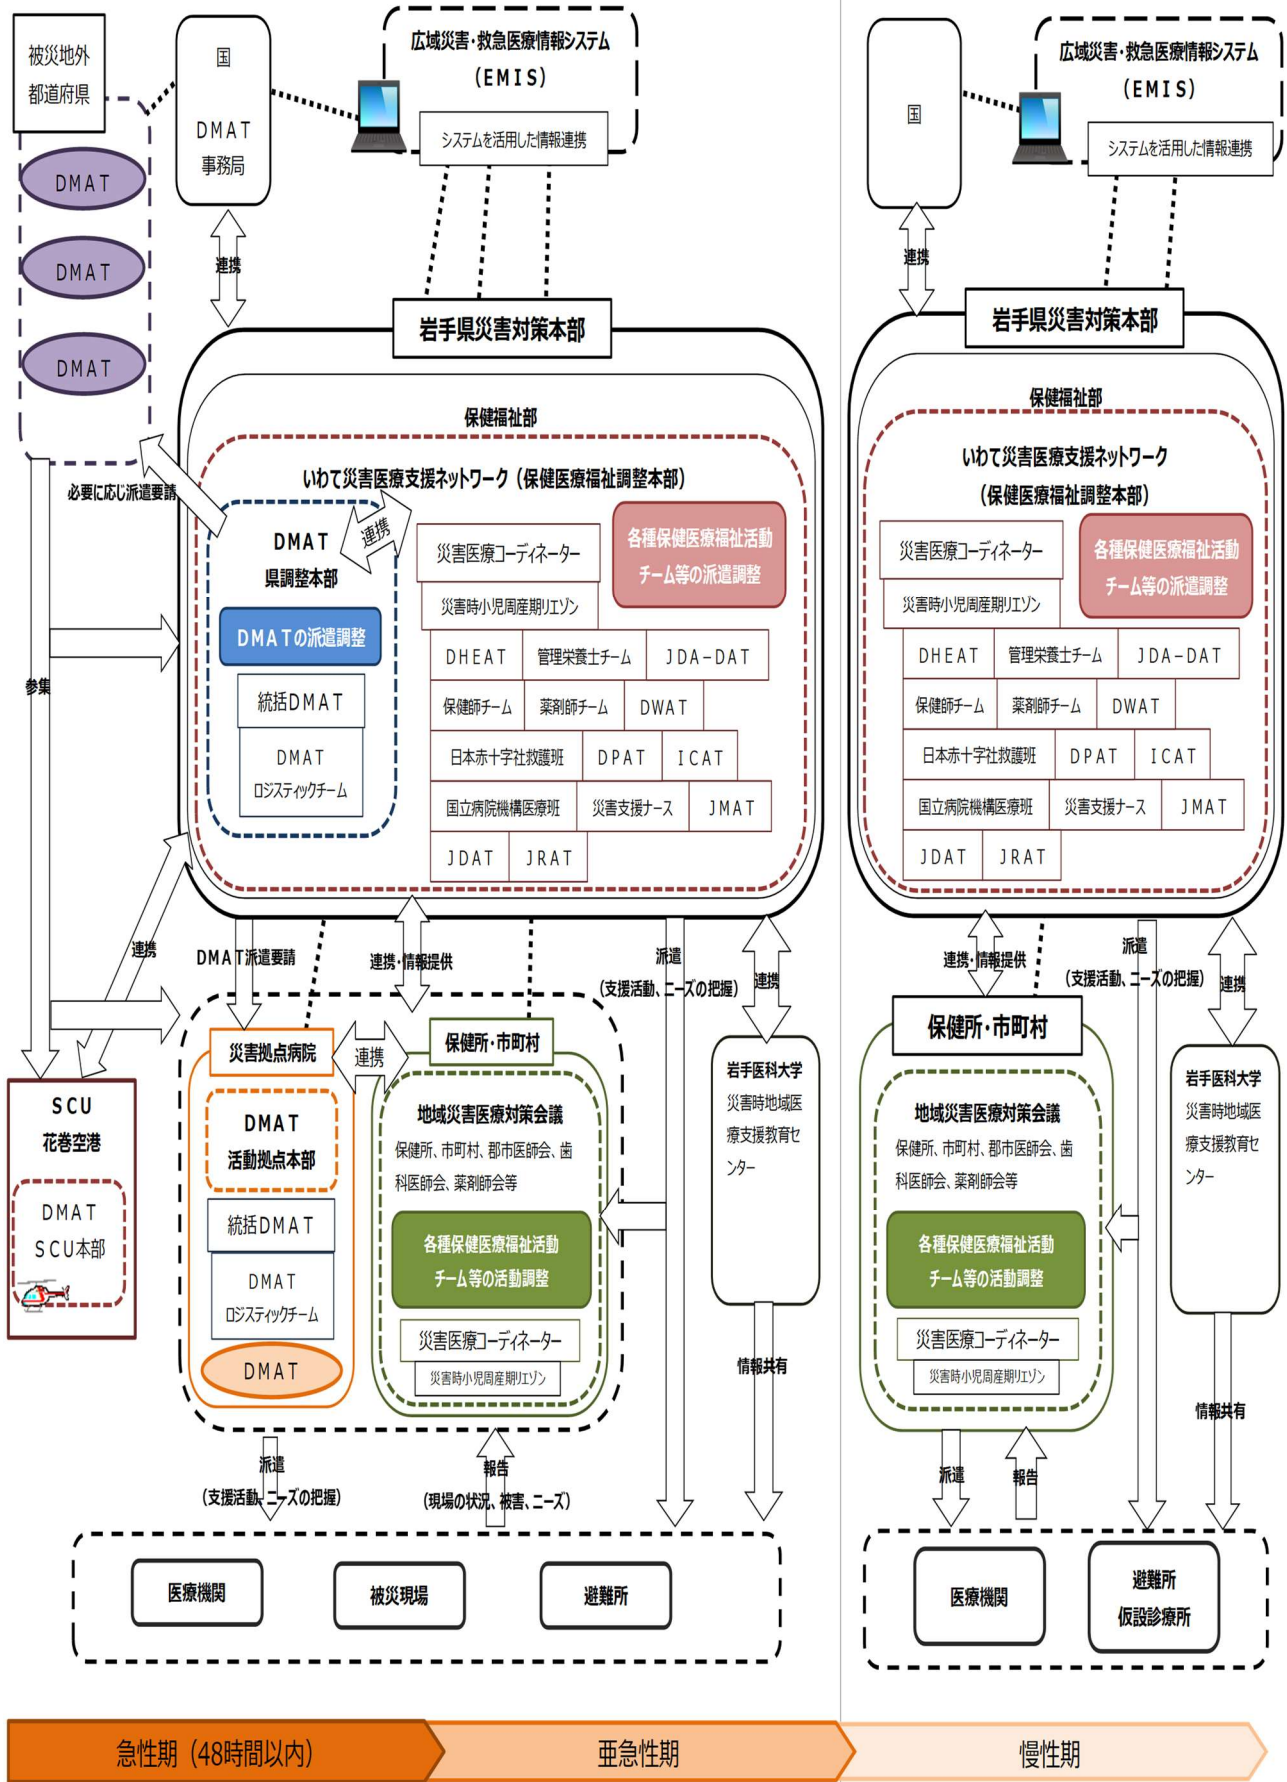 被災地外
都道府県
DMAT
DMAT
DMAT
国
DMAT
事務局
広域災害・救急医療情報システム
（EMIS）
システムを活用した情報連携
連携
岩手県災害対策本部
保健福祉部
いわて災害医療支援ネットワーク（保健医療福祉調整本部）
必要に応じ派遣要請
DMAT
県調整本部
連携
DMATの派遣調整
統括DMAT
DMAT
ロジスティックチーム
災害医療コーディネーター
各種保健医療福祉活動
チーム等の派遣調整
災害時小児周産期リエゾン
DHEAT
管理栄養士チーム
JDA−DAT
保健師チーム
薬剤師チーム
DWAT
日本赤十字社救護班
DPAT
ICAT
国立病院機構医療班
災害支援ナース
JMAT
JDAT
JRAT
参集
連携
DMAT派遣要請
連携・情報提供
派遣
（支援活動、ニーズの把握）
連携
SCU
花巻空港
DMAT
SCU本部
災害拠点病院
連携
保健所・市町村
DMAT
活動拠点本部
統括DMAT
DMAT
ロジスティックチーム
DMAT
地域災害医療対策会議
保健所、市町村、郡市医師会、歯
科医師会、薬剤師会等
各種保健医療福祉活動
チーム等の活動調整
災害医療コーディネーター
災害時小児周産期リエゾン
岩手医科大学
災害時地域医
療支援教育セ
ンター
情報共有
派遣
（支援活動、ニーズの把握）
報告
（現場の状況、被害、ニーズ）
医療機関
被災現場
避難所
国
広域災害・救急医療情報システム
（EMIS）
システムを活用した情報連携
連携
岩手県災害対策本部
保健福祉部
いわて災害医療支援ネットワーク
（保健医療福祉調整本部）
災害医療コーディネーター
各種保健医療福祉活動
チーム等の派遣調整
災害時小児周産期リエゾン
DHEAT
管理栄養士チーム
JDA−DAT
保健師チーム
薬剤師チーム
DWAT
日本赤十字社救護班
DPAT
ICAT
国立病院機構医療班
災害支援ナース
JMAT
JDAT
JRAT
連携・情報提供
派遣
（支援活動、ニーズの把握）
連携
保健所・市町村
地域災害医療対策会議
保健所、市町村、郡市医師会、歯
科医師会、薬剤師会等
各種保健医療福祉活動
チーム等の活動調整
災害医療コーディネーター
災害時小児周産期リエゾン
岩手医科大学
災害時地域医
療支援教育セ
ンター
情報共有
派遣
報告
医療機関
避難所
仮設診療所
急性期（48時間以内）
亜急性期
慢性期